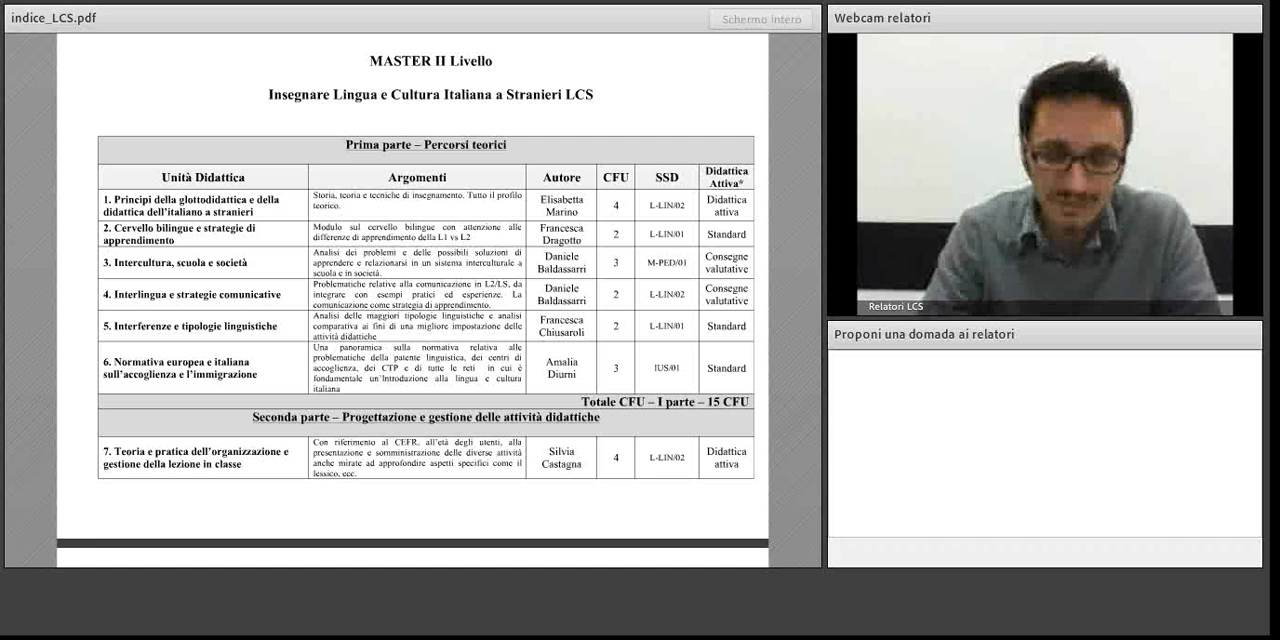 indice_LCS.pdf
Schermo Intero
MASTER II Livello
Insegnare Lingua e Cultura Italiana a Stranieri LCS
Prima parte – Percorsi teorici
Unità Didattica
Argomenti
Autore
CFU
SSD
Didattica
Attiva*
1. Principi della glottodidattica e della
didattica dell'italiano a stranieri
Storia, teoria e tecniche di insegnamento. Tutto il profilo
teorico.
Elisabetta
Marino
4
L-LIN/02
Didattica
attiva
2. Cervello bilingue e strategie di
apprendimento
Modulo sul cervello bilingue con attenzione alle
differenze di apprendimento della L1 vs L2
Francesca
Dragotto
2
L-LIN/01
Standard
3. Intercultura, scuola e società
Analisi dei problemi e delle possibili soluzioni di
apprendere e relazionarsi in un sistema interculturale a
scuola e in società.
Daniele
Baldassarri
3
M-PED/01
Consegne
valutative
4. Interlingua e strategie comunicative
Problematiche relative alla comunicazione in L2/LS, da
integrare con esempi pratici ed esperienze. La
comunicazione come strategia di apprendimento.
Daniele
Baldassarri
2
L-LIN/02
Consegne
valutative
5. Interferenze e tipologie linguistiche
Analisi delle maggiori tipologie linguistiche e analisi
comparativa ai fini di una migliore impostazione delle
attività didattiche
Francesca
Chiusaroli
2
L-LIN/01
Standard
6. Normativa europea e italiana
sull'accoglienza e l'immigrazione
Una panoramica sulla normativa relative alle
problematiche della patente linguistica, dei centri di
accoglienza, dei CTP e di tutte le reti in cui è
fondamentale un'Introduzione alla lingua e cultura
italiana
Amalia
Diurni
3
IUS/01
Standard
Totale CFU – I parte – 15 CFU
Seconda parte – Progettazione e gestione delle attività didattiche
7. Teoria e pratica dell'organizzazione e
gestione della lezione in classe
Con riferimento al CEFR, all'età degli utenti, alla
presentazione e somministrazione delle diverse attività
anche mirate ad approfondire aspetti specifici come il
lessico, ecc.
Silvia
Castagna
4
L-LIN/02
Didattica
attiva
Webcam relatori
Relatori LCS
Proponi una domada ai relatori